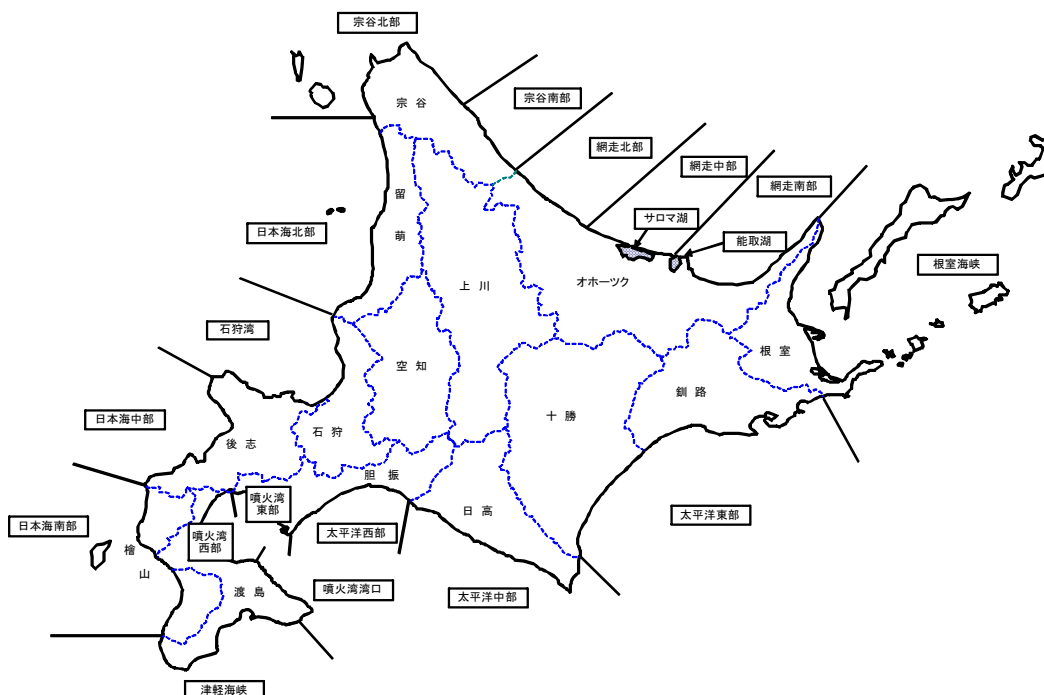 宗谷北部
宗谷
宗谷南部
網走北部
網走中部
網走南部
留萌
サロマ湖
能取湖
日本海北部
根室海峡
上川
オホーツク
石狩湾
空知
根室
釧路
日本海中部
十勝
石狩
後志
胆振
噴火湾
東部
日高
太平洋東部
日本海南部
噴火湾
西部
太平洋西部
檜山
渡島
噴火湾湾口
太平洋中部
津軽海峡